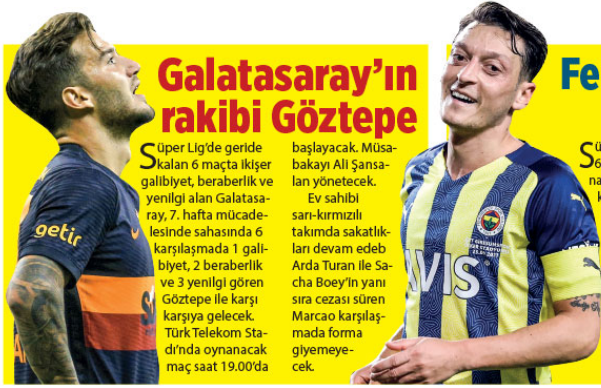 Galatasaray’ın
rakibi Göztepe
Süper Lig’de geride
kalan 6 maçta ikişer
galibiyet, beraberlik ve
yenilgi alan Galatasa-
ray, 7. hafta mücade-
lesinde sahasında 6
karşılaşmada 1 gali-
biyet, 2 beraberlik
ve 3 yenilgi gören
Göztepe ile karşı
karşıya gelecek.
Türk Telekom Sta-
dı’nda oynanacak
maç saat 19.00’da
başlayacak. Müsa-
bakayı Ali Şansa-
lan yönetecek.
Ev sahibi
sarı-kırmızılı
takımda sakatlık-
ları devam edeb
Arda Turan ile Sa-
cha Boey’in yanı
sıra cezası süren
Marcao karşılaş-
mada forma
giyemeye-
cek.
getir
AVIS
Fe
Sü
6
na
k